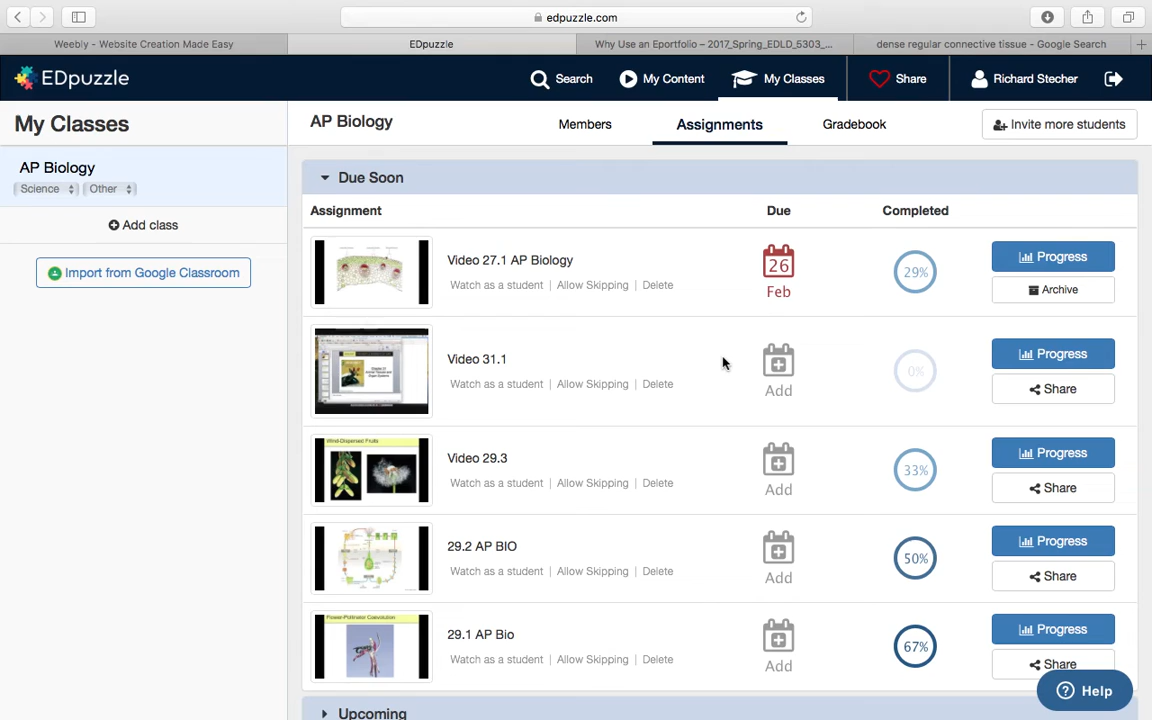 edpuzzle.com
Weebly - Website Creation Made Easy
EDpuzzle
Why Use an Eportfolio – 2017_Spring_EDLD_5303_...
dense regular connective tissue - Google Search
EDpuzzle
Search
My Content
My Classes
Share
Richard Stecher
My Classes
AP Biology
Science
Other
Add class
Import from Google Classroom
AP Biology
Members
Assignments
Gradebook
Invite more students
Due Soon
Assignment
Due
Completed
Video 27.1 AP Biology
Watch as a student | Allow Skipping | Delete
26
Feb
29%
Progress
Archive
Video 31.1
Watch as a student | Allow Skipping | Delete
Add
0%
Progress
Share
Wind-Dispersed Fruits
Video 29.3
Watch as a student | Allow Skipping | Delete
Add
33%
Progress
Share
29.2 AP BIO
Watch as a student | Allow Skipping | Delete
Add
50%
Progress
Share
Flower-Pollinator Coevolution
29.1 AP Bio
Watch as a student | Allow Skipping | Delete
Add
67%
Progress
Share
Help
Upcoming